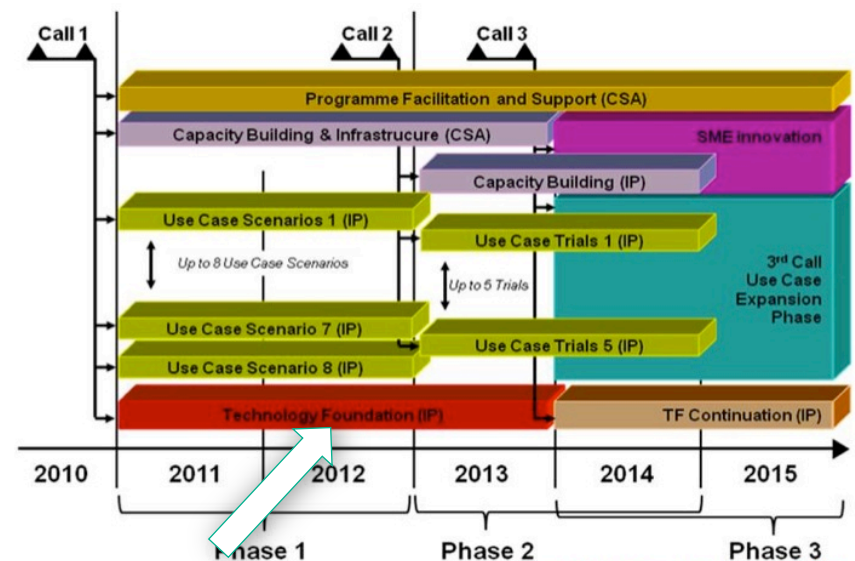 Call 1
Call 2
Call 3
Programme Facilitation and Support (CSA)
Capacity Building & Infrastrucure (CSA)
SME innovation
Capacity Building (IP)
Use Case Scenarios 1 (IP)
Use Case Trials 1 (IP)
Up to 8 Use Case Scenarios
Up to 5 Trials
3rd Call
Use Case
Expansion
Phase
Use Case Scenario 7 (IP)
Use Case Trials 5 (IP)
Use Case Scenario 8 (IP)
Technology Foundation (IP)
TF Continuation (IP)
2010 2011 2012 2013 2014 2015
Phase 1 Phase 2 Phase 3